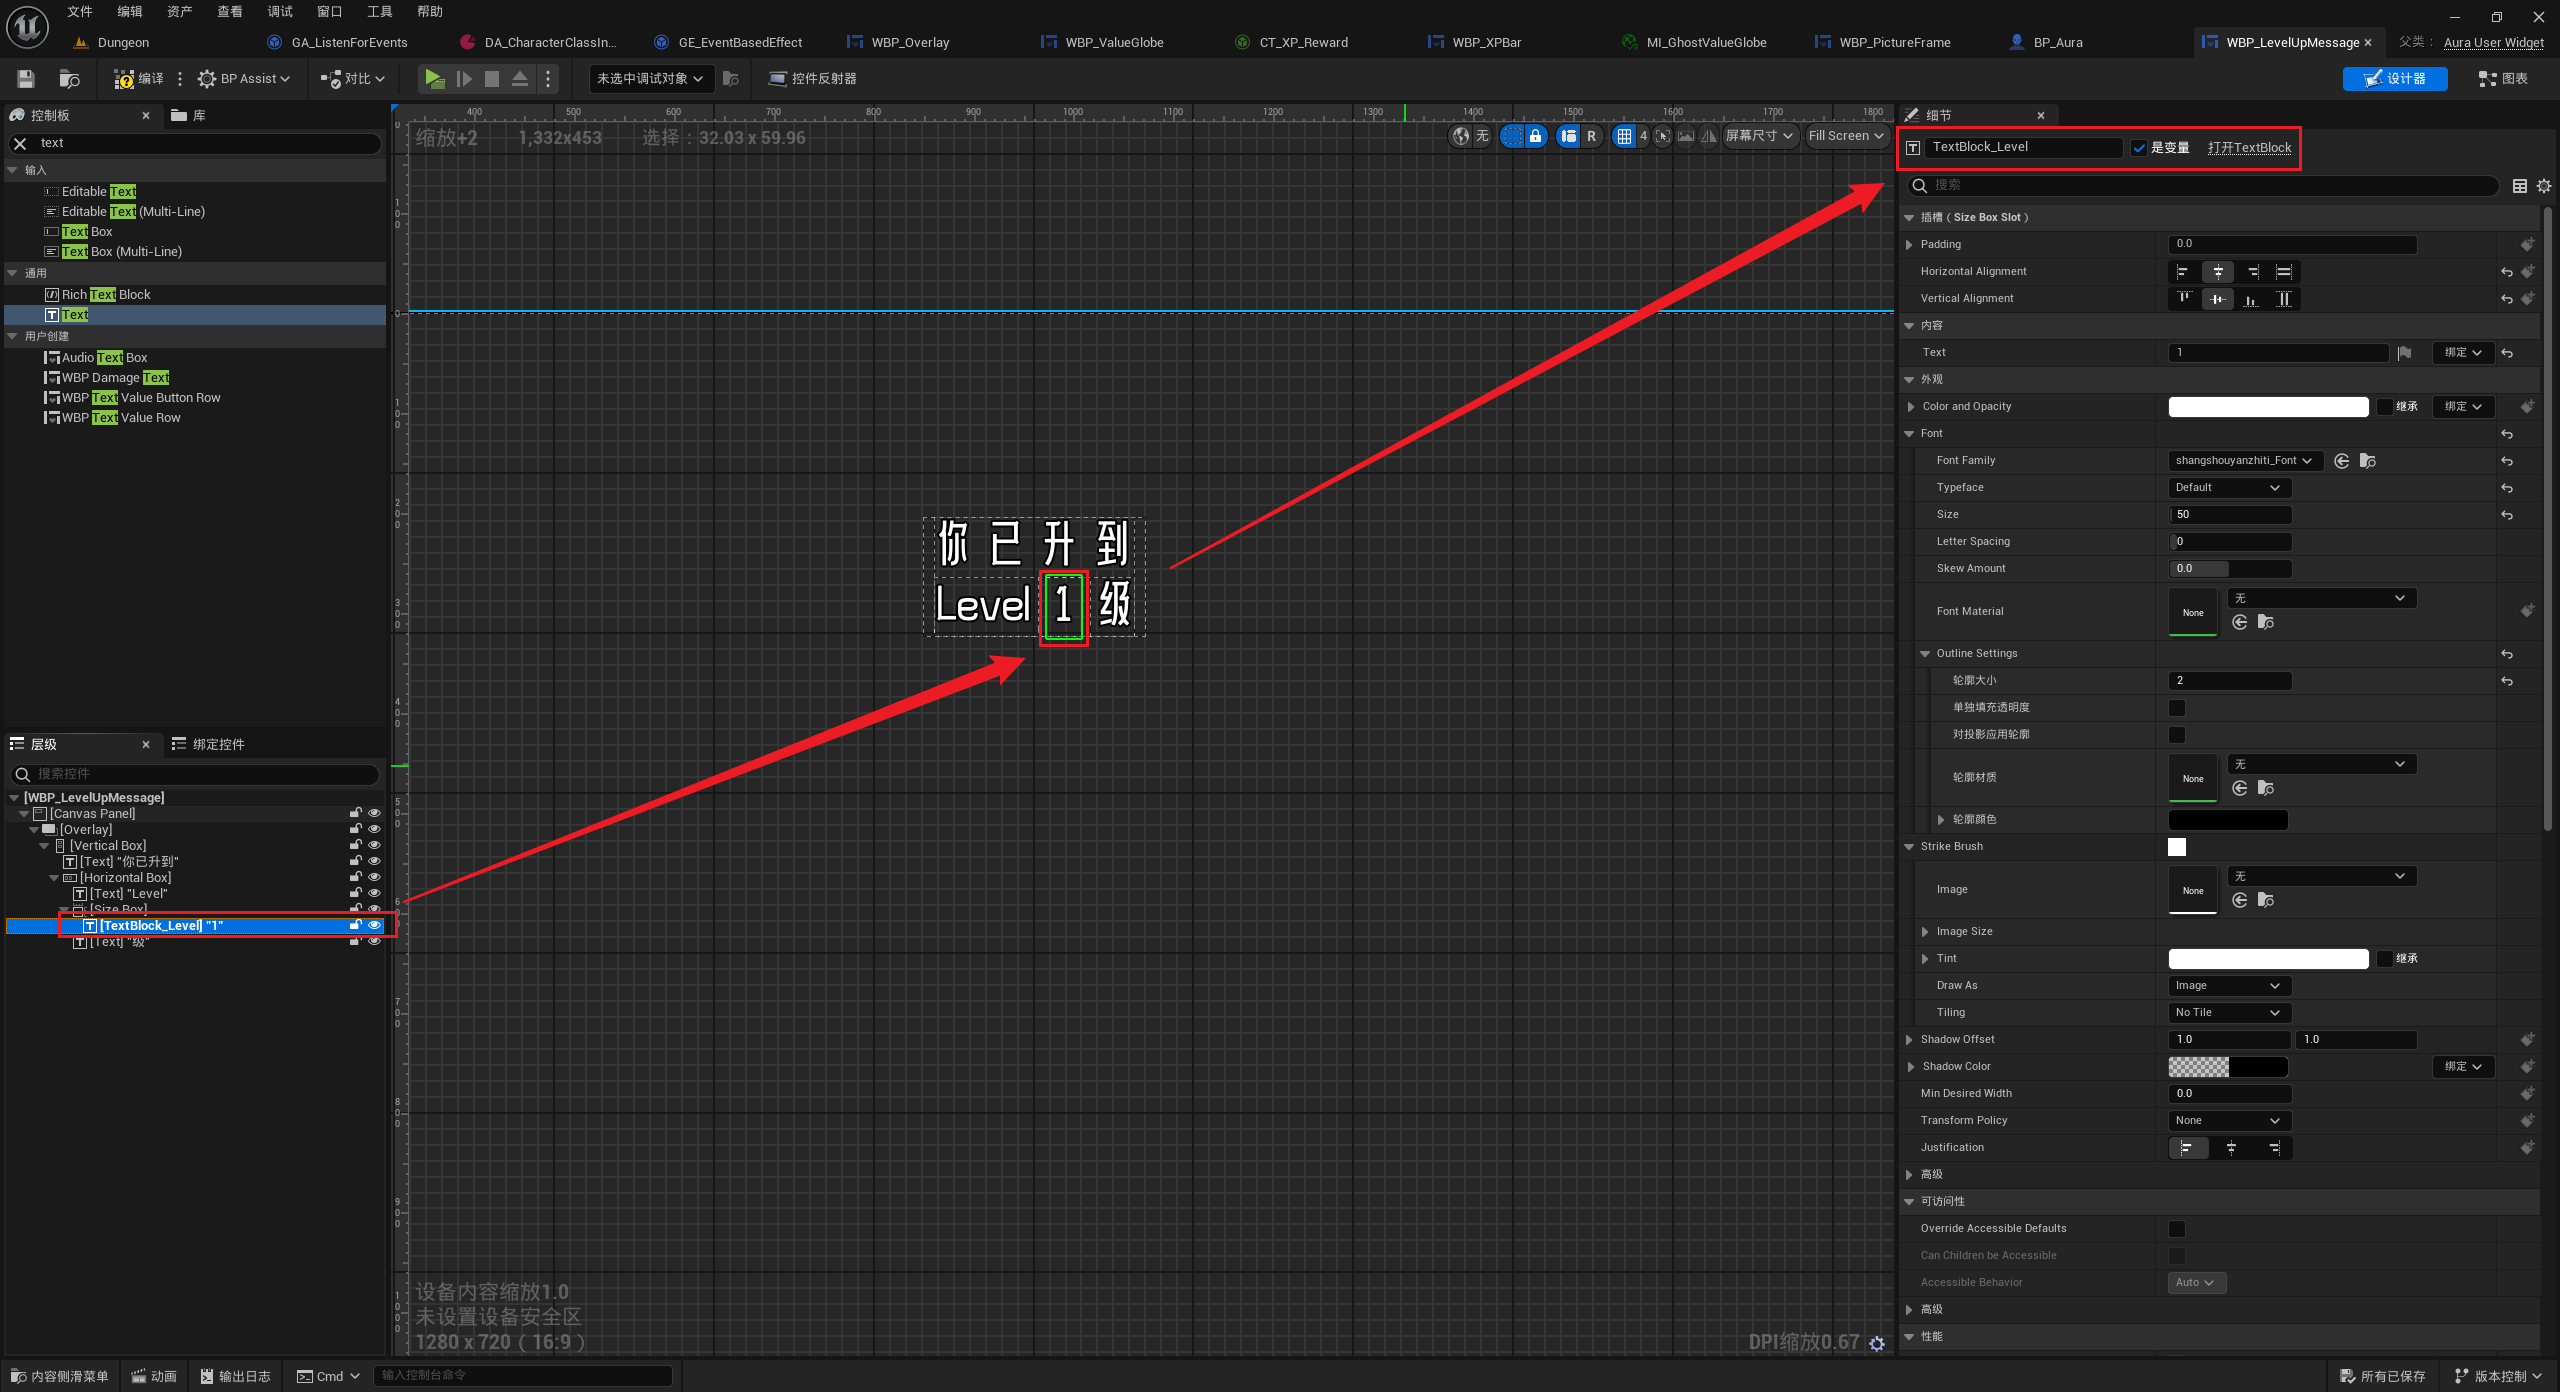 文件 编辑 资产 查看 调试 窗口 工具 帮助
Dungeon GA_ListenForEvents DA_CharacterClassIn... GE_EventBasedEffect WBP_Overlay WBP_ValueGlobe CT_XP_Reward WBP_XPBar MI_GhostValueGlobe WBP_PictureFrame BP_Aura WBP_LevelUpMessage 父类： Aura User Widget
编译 BP Assist 对比 未选中调试对象 控件反射器 设计器 图表
控制板 库
text
输入
Editable Text
Editable Text (Multi-Line)
Text Box
Text Box (Multi-Line)
通用
Rich Text Block
Text
用户创建
Audio Text Box
WBP Damage Text
WBP Text Value Button Row
WBP Text Value Row
层级 绑定控件
搜索控件
[WBP_LevelUpMessage]
[Canvas Panel]
[Overlay]
[Vertical Box]
[Text] "你已升到"
[Horizontal Box]
[Text] "Level"
[Size Box]
[TextBlock_Level] "1"
[Text] "级"
400 500 600 700 800 900 1000 1100 1200 1300 1400 1500 1600 1700 1800
缩放+2 1,332x453 选择：32.03 x 59.96
无 R 4 屏幕尺寸 Fill Screen
0
100
0
100
200
300
400
500
600
700
800
900
1000
你已升到
Level 1 级
设备内容缩放1.0
未设置设备安全区
1280 x 720（16:9）
DPI缩放0.67
细节
TextBlock_Level 是变量 打开TextBlock
搜索
插槽（Size Box Slot）
Padding 0.0
Horizontal Alignment
Vertical Alignment
内容
Text 1 绑定
外观
Color and Opacity 继承 绑定
Font
Font Family shangshouyanzhiti_Font
Typeface Default
Size 50
Letter Spacing 0
Skew Amount 0.0
Font Material None 无
Outline Settings
轮廓大小 2
单独填充透明度
对投影应用轮廓
轮廓材质 None 无
轮廓颜色
Strike Brush
Image None 无
Image Size
Tint 继承
Draw As Image
Tiling No Tile
Shadow Offset 1.0 1.0
Shadow Color 绑定
Min Desired Width 0.0
Transform Policy None
Justification
高级
可访问性
Override Accessible Defaults
Can Children be Accessible
Accessible Behavior Auto
高级
性能
内容侧滑菜单 动画 输出日志 Cmd 输入控制台命令 所有已保存 版本控制